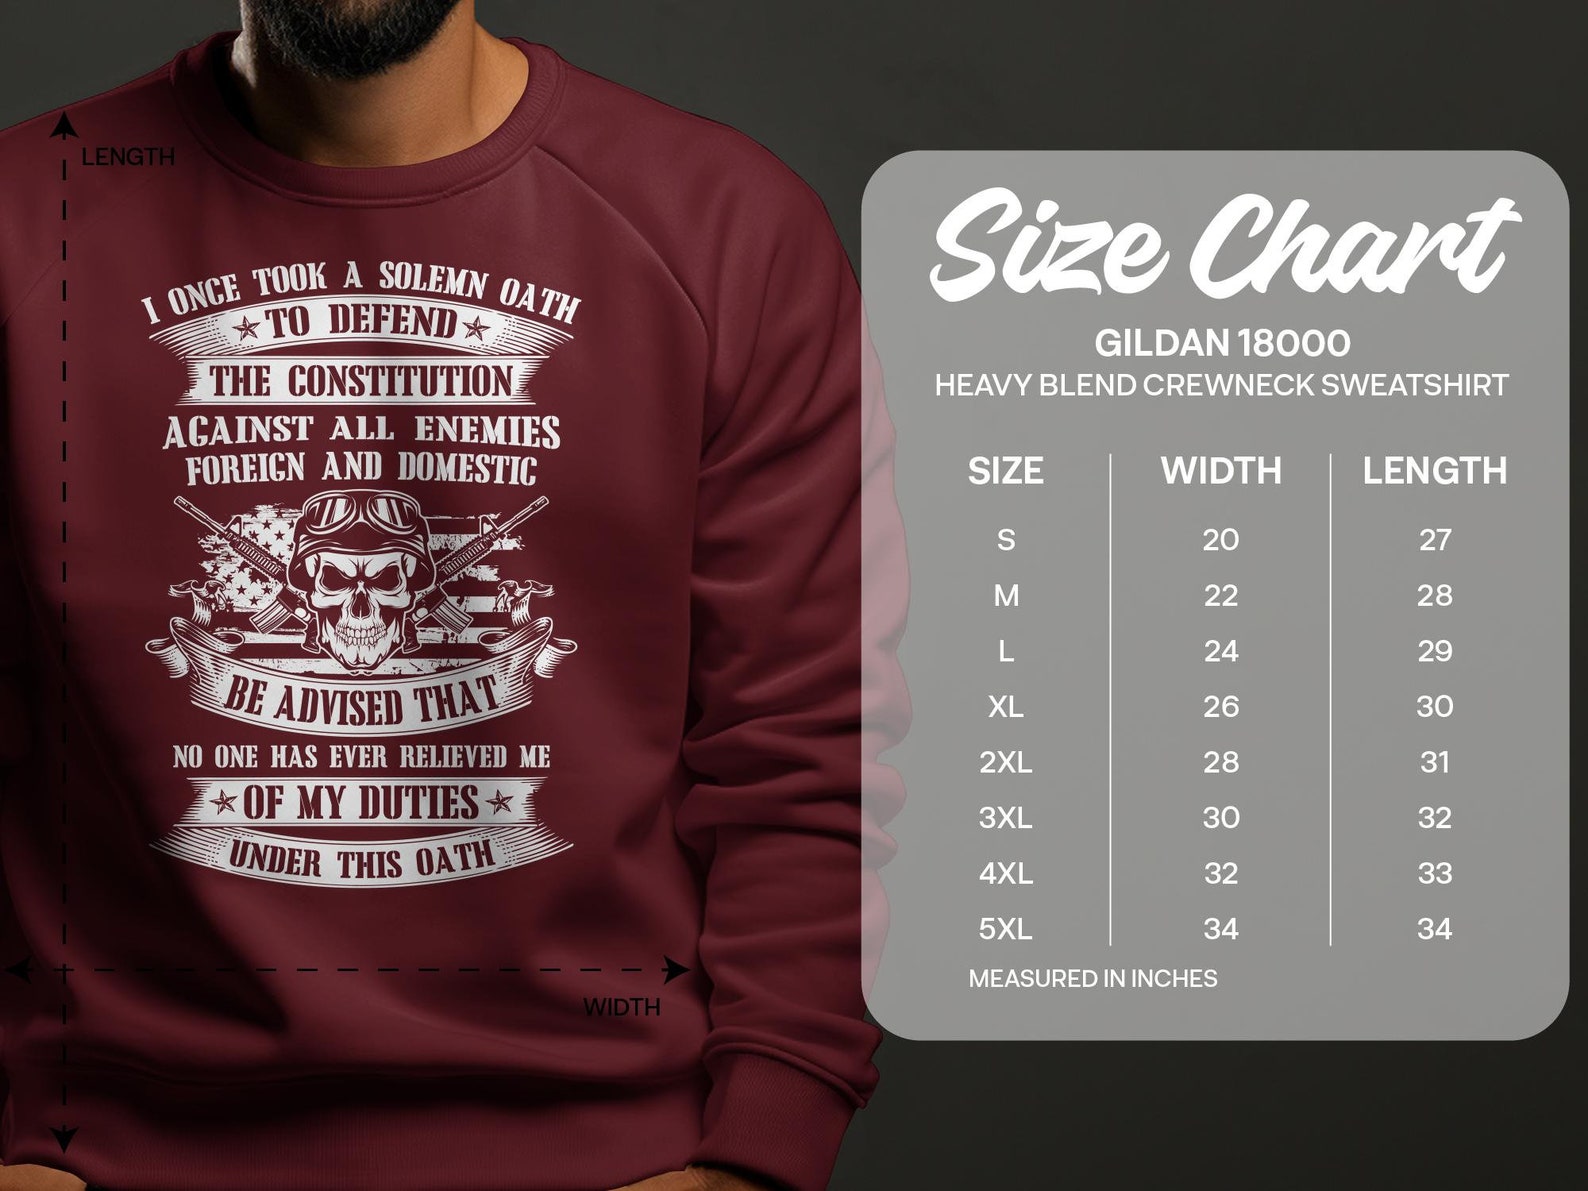 LENGTH
I ONCE TOOK A SOLEMN OATH
TO DEFEND
THE CONSTITUTION
AGAINST ALL ENEMIES
FOREIGN AND DOMESTIC
BE ADVISED THAT
NO ONE HAS EVER RELIEVED ME
OF MY DUTIES
UNDER THIS OATH
WIDTH
Size Chart
GILDAN 18000
HEAVY BLEND CREWNECK SWEATSHIRT
SIZE WIDTH LENGTH
S 20 27
M 22 28
L 24 29
XL 26 30
2XL 28 31
3XL 30 32
4XL 32 33
5XL 34 34
MEASURED IN INCHES